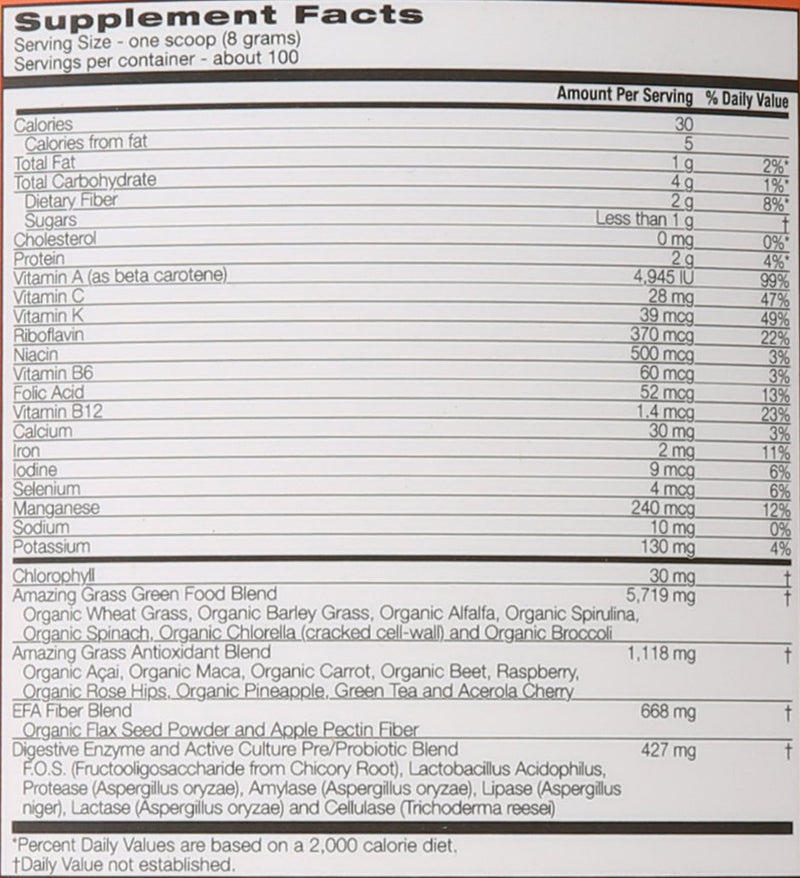 Supplement Facts
Serving Size - one scoop (8 grams)
Servings per container - about 100
Amount Per Serving % Daily Value
Calories 30
Calories from fat 5
Total Fat 1 g 2%*
Total Carbohydrate 4 g 1%*
Dietary Fiber 2 g 8%*
Sugars Less than 1 g †
Cholesterol 0 mg 0%*
Protein 2 g 4%*
Vitamin A (as beta carotene) 4,945 IU 99%
Vitamin C 28 mg 47%
Vitamin K 39 mcg 49%
Riboflavin 370 mcg 22%
Niacin 500 mcg 3%
Vitamin B6 60 mcg 3%
Folic Acid 52 mcg 13%
Vitamin B12 1.4 mcg 23%
Calcium 30 mg 3%
Iron 2 mg 11%
Iodine 9 mcg 6%
Selenium 4 mcg 6%
Manganese 240 mcg 12%
Sodium 10 mg 0%
Potassium 130 mg 4%
Chlorophyll 30 mg †
Amazing Grass Green Food Blend 5,719 mg †
Organic Wheat Grass, Organic Barley Grass, Organic Alfalfa, Organic Spirulina,
Organic Spinach, Organic Chlorella (cracked cell-wall) and Organic Broccoli
Amazing Grass Antioxidant Blend 1,118 mg †
Organic Açai, Organic Maca, Organic Carrot, Organic Beet, Raspberry,
Organic Rose Hips, Organic Pineapple, Green Tea and Acerola Cherry
EFA Fiber Blend 668 mg †
Organic Flax Seed Powder and Apple Pectin Fiber
Digestive Enzyme and Active Culture Pre/Probiotic Blend 427 mg †
F.O.S. (Fructooligosaccharide from Chicory Root), Lactobacillus Acidophilus,
Protease (Aspergillus oryzae), Amylase (Aspergillus oryzae), Lipase (Aspergillus
niger), Lactase (Aspergillus oryzae) and Cellulase (Trichoderma reesei)
*Percent Daily Values are based on a 2,000 calorie diet.
†Daily Value not established.